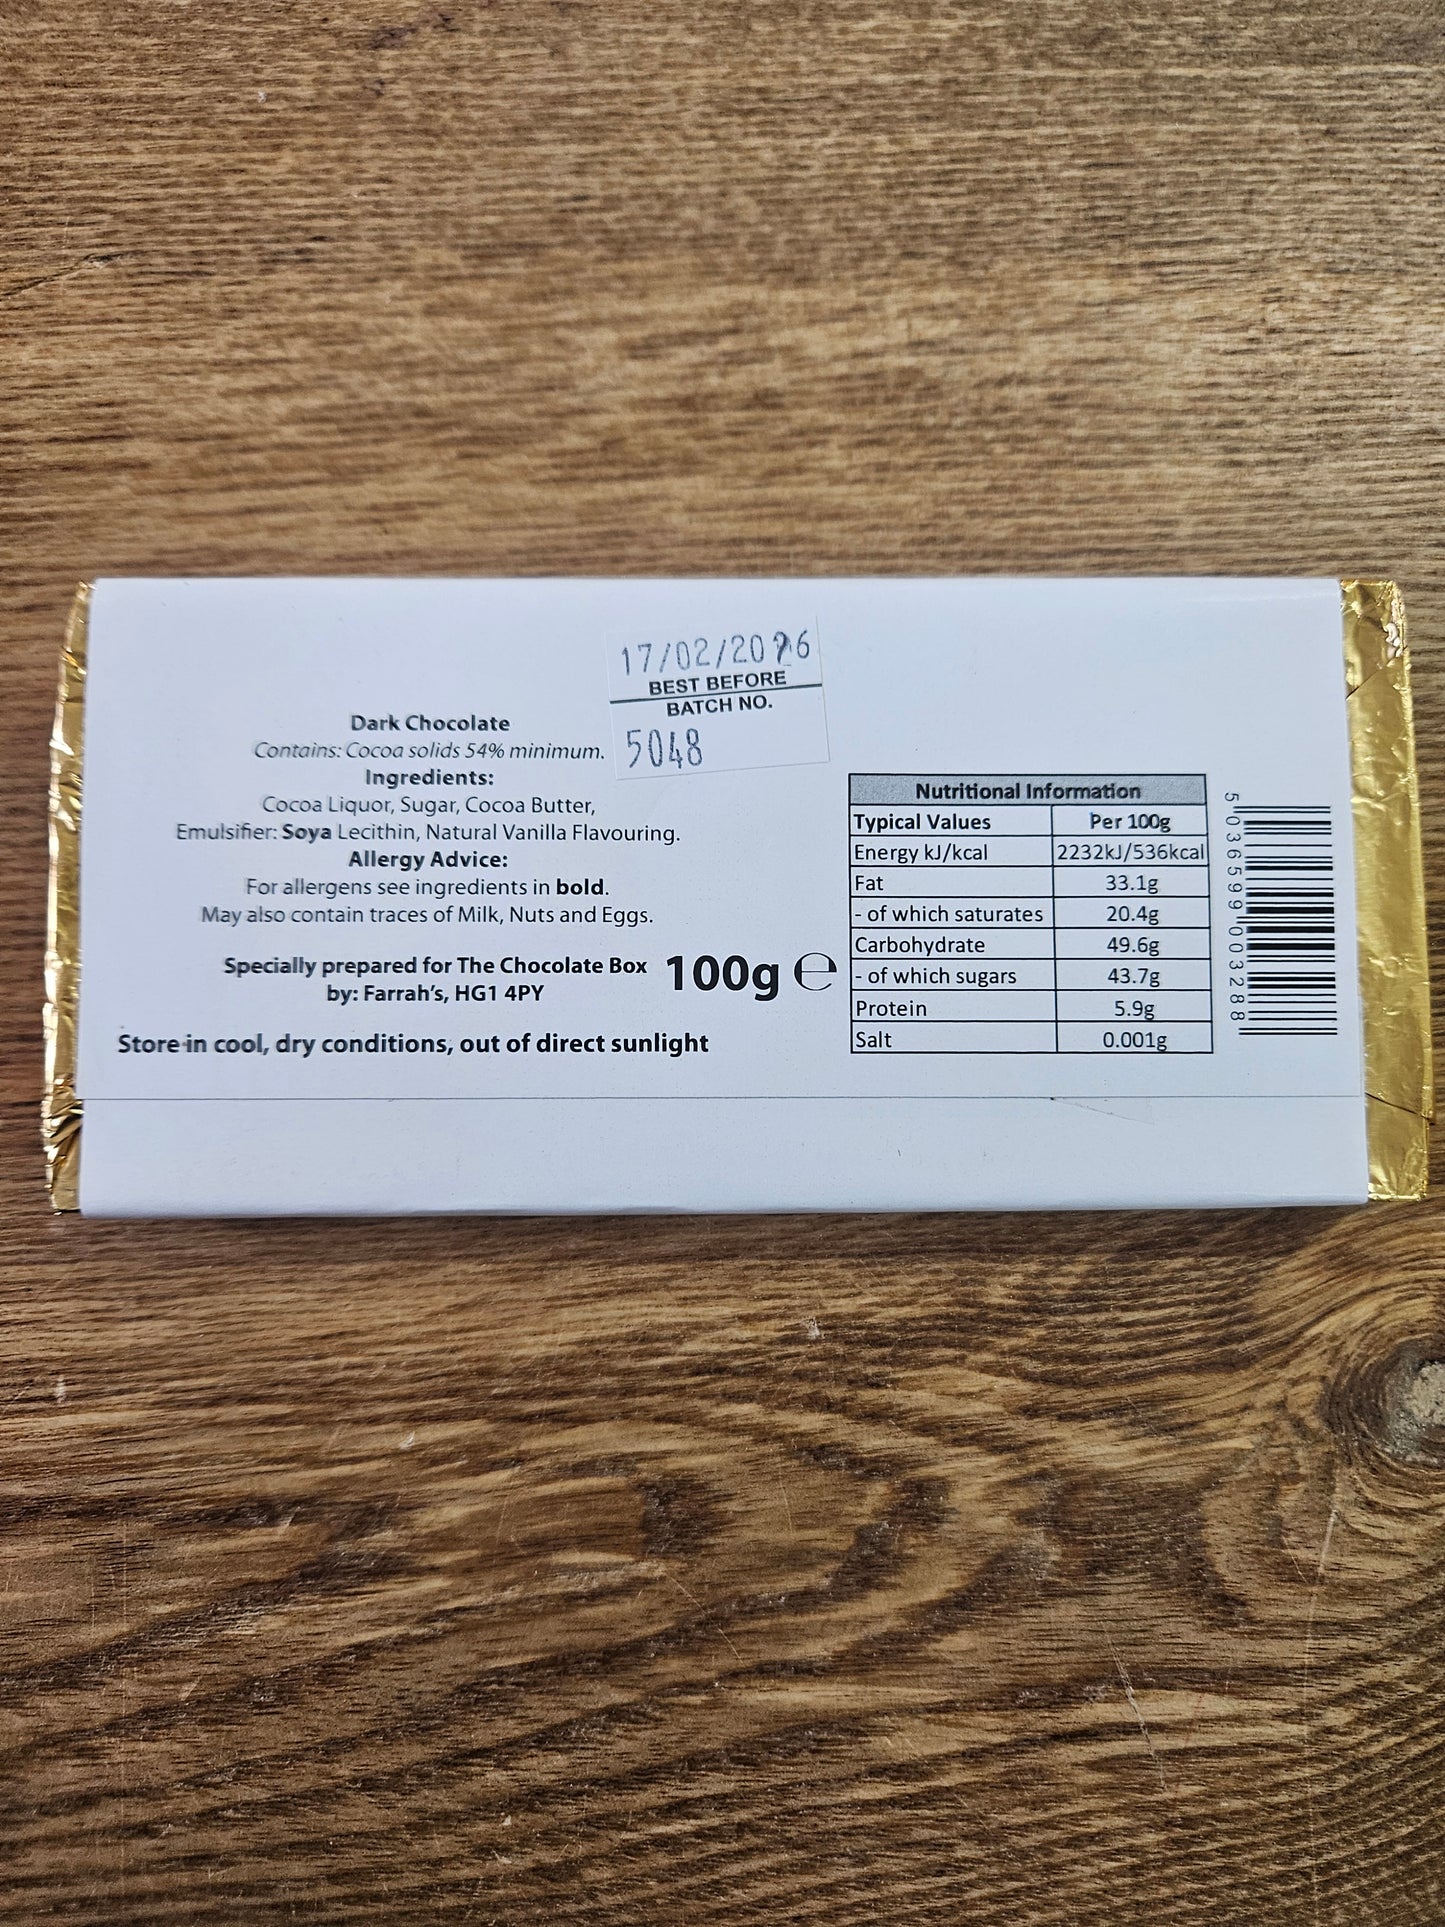 17/02/2026
BEST BEFORE
BATCH NO.
5048
Dark Chocolate
Contains: Cocoa solids 54% minimum.
Ingredients:
Cocoa Liquor, Sugar, Cocoa Butter,
Emulsifier: Soya Lecithin, Natural Vanilla Flavouring.
Allergy Advice:
For allergens see ingredients in bold.
May also contain traces of Milk, Nuts and Eggs.
Specially prepared for The Chocolate Box
by: Farrah's, HG1 4PY
100g ℮
Store in cool, dry conditions, out of direct sunlight
Nutritional Information
Typical Values Per 100g
Energy kJ/kcal 2232kJ/536kcal
Fat 33.1g
- of which saturates 20.4g
Carbohydrate 49.6g
- of which sugars 43.7g
Protein 5.9g
Salt 0.001g
5036599003288